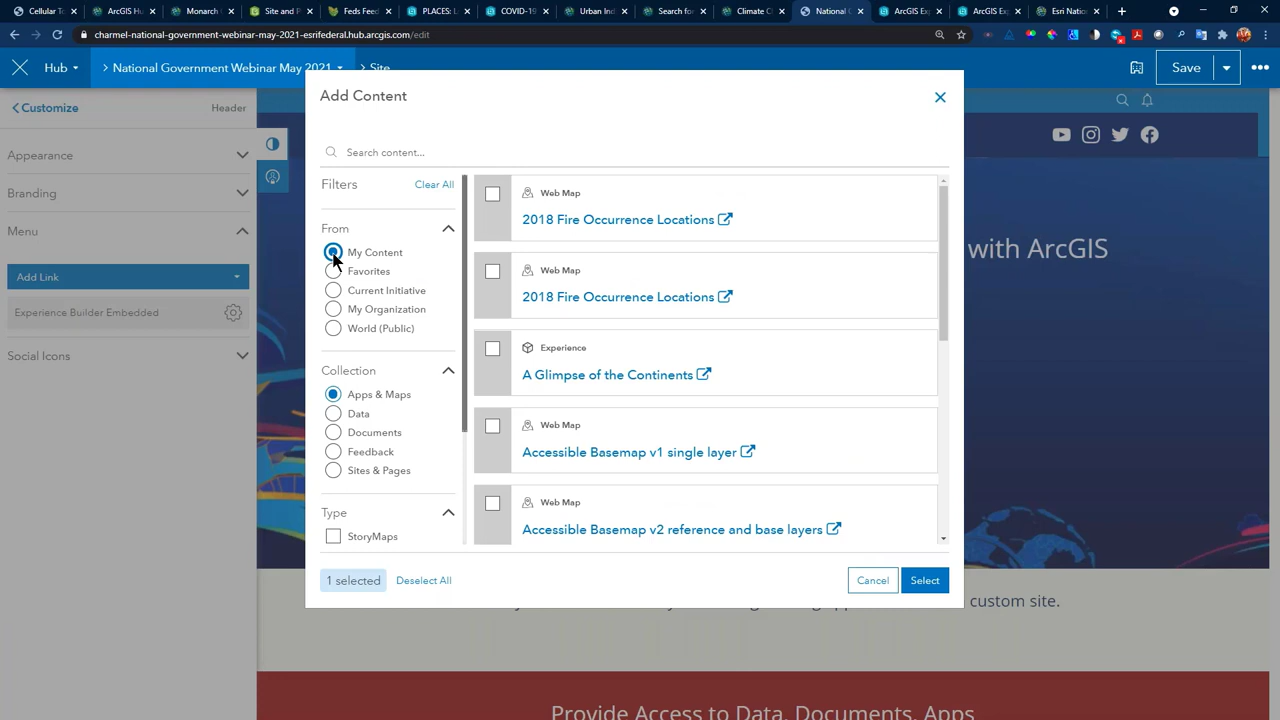 Cellular To
ArcGIS Hu
Monarch
Site and P
Feds Feed
PLACES: L
COVID-19
Urban Ind
Search for
Climate C
National G
ArcGIS Exp
ArcGIS Exp
Esri Natio
charmel-national-government-webinar-may-2021-esrifederal.hub.arcgis.com/edit
Hub
National Government Webinar May 2021
Site
Save
Customize
Header
Appearance
Branding
Menu
Add Link
Experience Builder Embedded
Social Icons
Add Content
Search content...
Filters
Clear All
From
My Content
Favorites
Current Initiative
My Organization
World (Public)
Collection
Apps & Maps
Data
Documents
Feedback
Sites & Pages
Type
StoryMaps
Web Map
2018 Fire Occurrence Locations
Web Map
2018 Fire Occurrence Locations
Experience
A Glimpse of the Continents
Web Map
Accessible Basemap v1 single layer
Web Map
Accessible Basemap v2 reference and base layers
1 selected
Deselect All
Cancel
Select
with ArcGIS
custom site.
Provide Access to Data, Documents, Apps